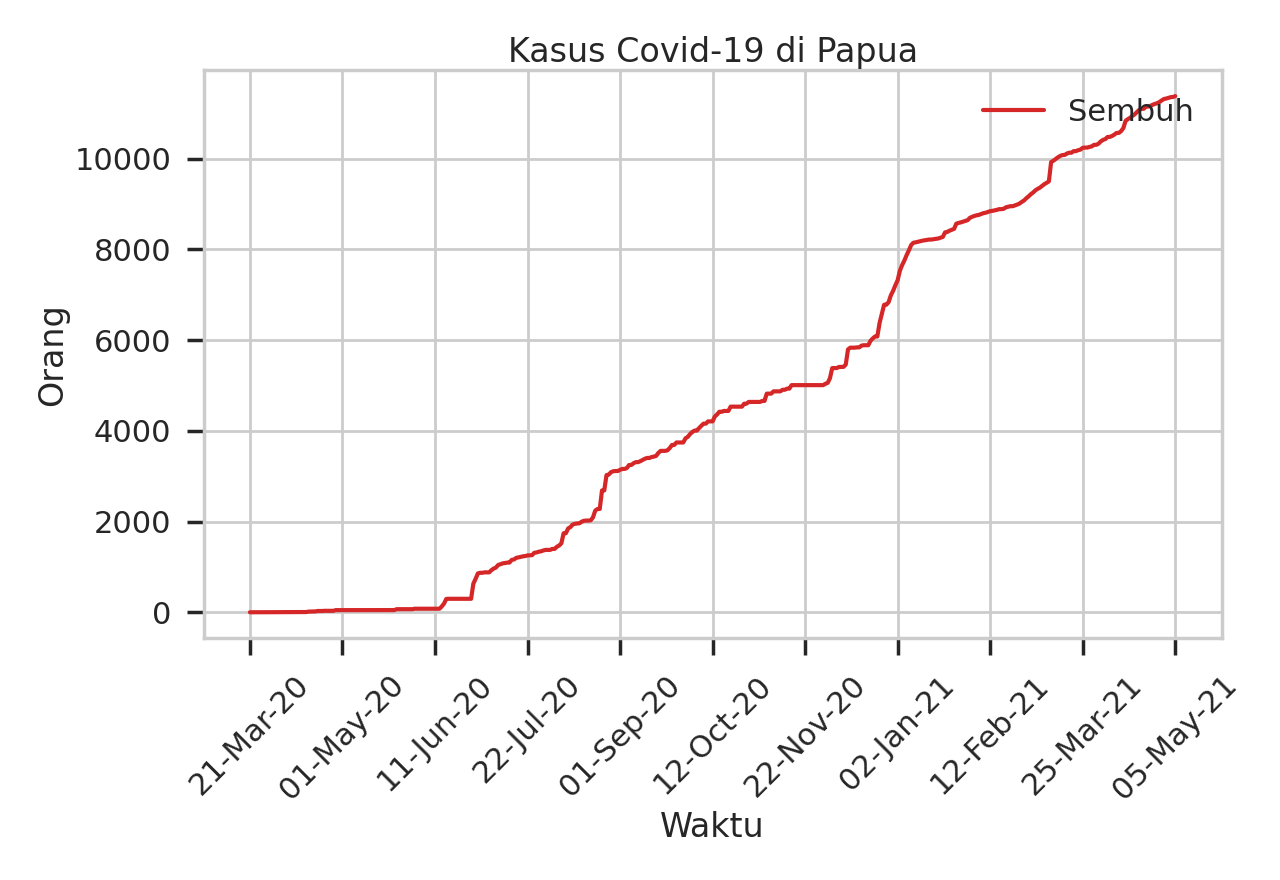 Kasus Covid-19 di Papua
Sembuh
Orang
10000
8000
6000
4000
2000
0
21-Mar-20
01-May-20
11-Jun-20
22-Jul-20
01-Sep-20
12-Oct-20
22-Nov-20
02-Jan-21
12-Feb-21
25-Mar-21
05-May-21
Waktu